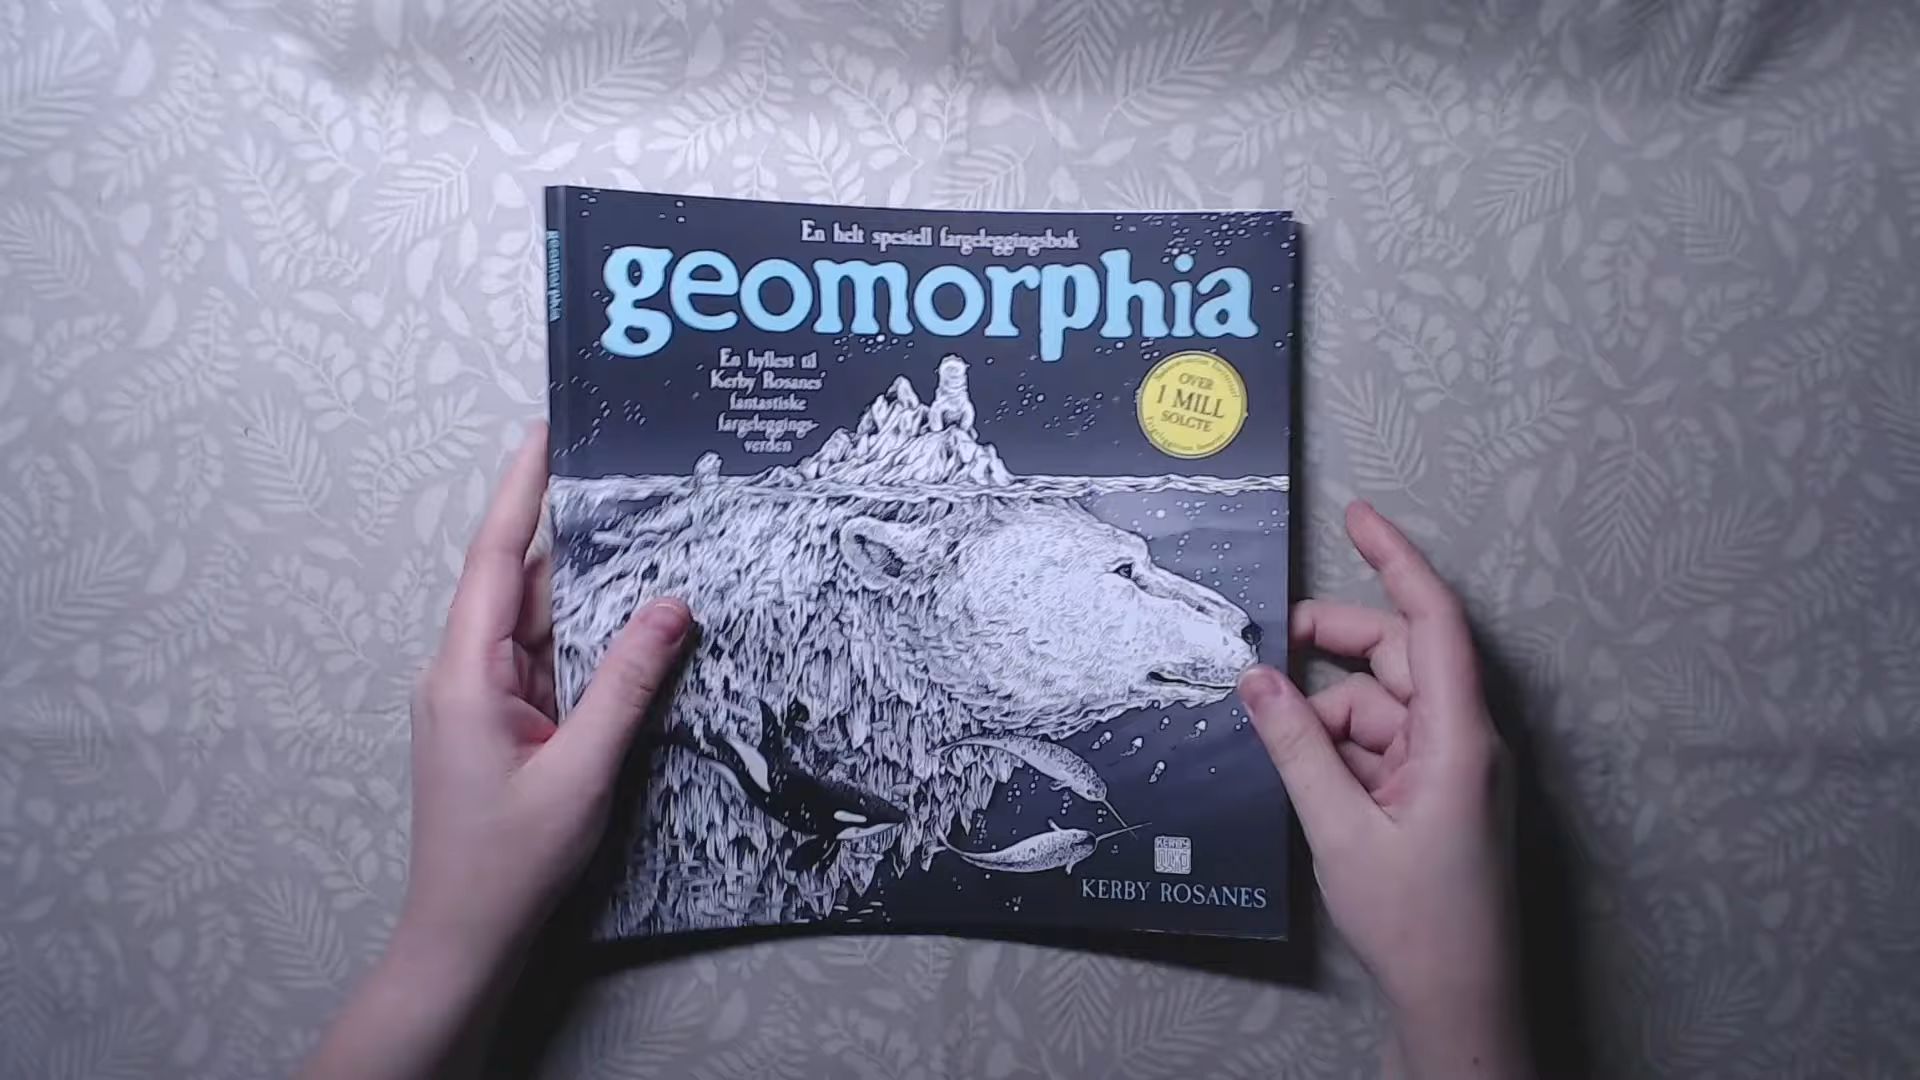 En helt spesiell fargeleggingsbok
geomorphia
geomorphia
En hyllest til
Kerby Rosanes'
fantastiske
fargeleggings-
verden
OVER
1 MILL
SOLGTE
KERBY
KERBY ROSANES